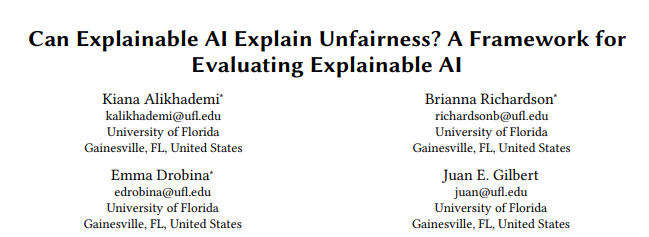 Can Explainable AI Explain Unfairness? A Framework for
Evaluating Explainable AI
Kiana Alikhademi*
kalikhademi@ufl.edu
University of Florida
Gainesville, FL, United States
Brianna Richardson*
richardsonb@ufl.edu
University of Florida
Gainesville, FL, United States
Emma Drobina*
edrobina@ufl.edu
University of Florida
Gainesville, FL, United States
Juan E. Gilbert
juan@ufl.edu
University of Florida
Gainesville, FL, United States